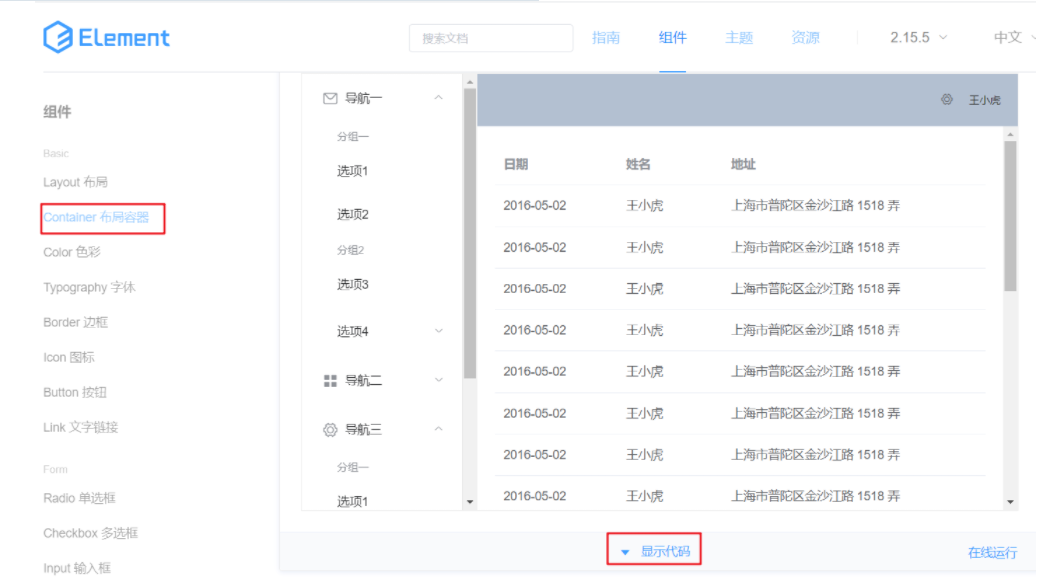 Element
搜索文档
指南 组件 主题 资源 2.15.5 中文
组件
Basic
Layout 布局
Container 布局容器
Color 色彩
Typography 字体
Border 边框
Icon 图标
Button 按钮
Link 文字链接
Form
Radio 单选框
Checkbox 多选框
Input 输入框
导航一
分组一
选项1
选项2
分组2
选项3
选项4
导航二
导航三
分组一
选项1
王小虎
日期 姓名 地址
2016-05-02 王小虎 上海市普陀区金沙江路 1518 弄
2016-05-02 王小虎 上海市普陀区金沙江路 1518 弄
2016-05-02 王小虎 上海市普陀区金沙江路 1518 弄
2016-05-02 王小虎 上海市普陀区金沙江路 1518 弄
2016-05-02 王小虎 上海市普陀区金沙江路 1518 弄
2016-05-02 王小虎 上海市普陀区金沙江路 1518 弄
2016-05-02 王小虎 上海市普陀区金沙江路 1518 弄
2016-05-02 王小虎 上海市普陀区金沙江路 1518 弄
显示代码
在线运行